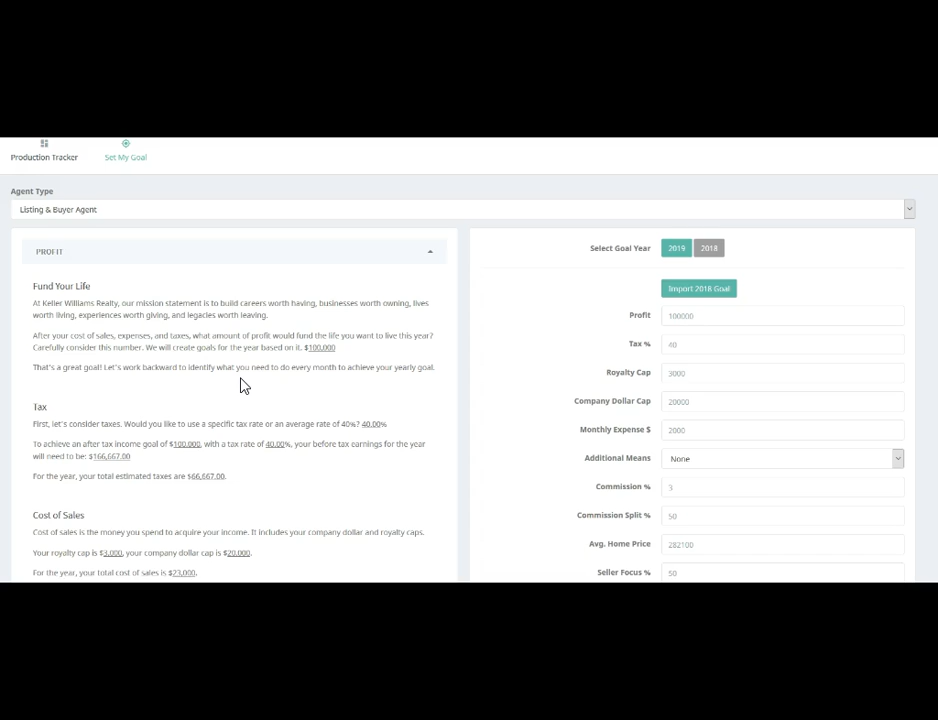 Production Tracker
Set My Goal
Agent Type
Listing & Buyer Agent
PROFIT
Fund Your Life
At Keller Williams Realty, our mission statement is to build careers worth having, businesses worth owning, lives
worth living, experiences worth giving, and legacies worth leaving.
After your cost of sales, expenses, and taxes, what amount of profit would fund the life you want to live this year?
Carefully consider this number. We will create goals for the year based on it. $100,000
That's a great goal! Let's work backward to identify what you need to do every month to achieve your yearly goal.
Tax
First, let's consider taxes. Would you like to use a specific tax rate or an average rate of 40%? 40.00%
To achieve an after tax income goal of $100,000, with a tax rate of 40.00%, your before tax earnings for the year
will need to be: $166,667.00
For the year, your total estimated taxes are $66,667.00.
Cost of Sales
Cost of sales is the money you spend to acquire your income. It includes your company dollar and royalty caps.
Your royalty cap is $3,000, your company dollar cap is $20,000.
For the year, your total cost of sales is $23,000.
Select Goal Year
2019
2018
Import 2018 Goal
Profit
100000
Tax %
40
Royalty Cap
3000
Company Dollar Cap
20000
Monthly Expense $
2000
Additional Means
None
Commission %
3
Commission Split %
50
Avg. Home Price
282100
Seller Focus %
50